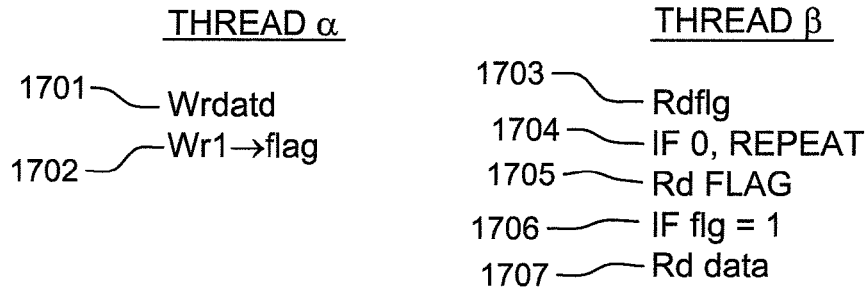 THREAD α
1701 Wrdatd
1702 Wr1→flag
THREAD β
1703 Rdflg
1704 IF 0, REPEAT
1705 Rd FLAG
1706 IF flg = 1
1707 Rd data